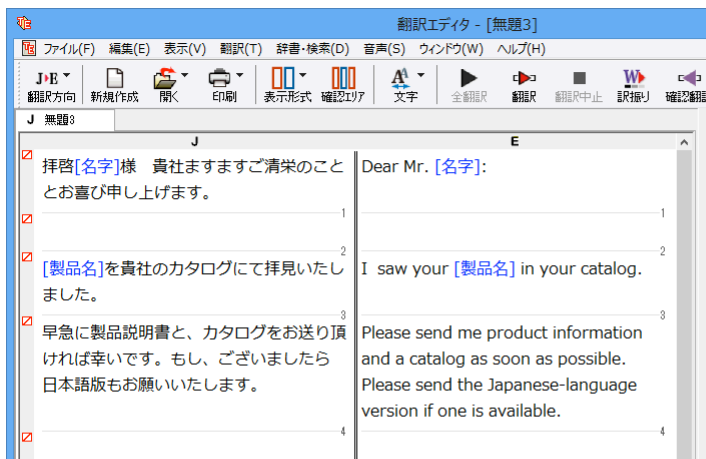 翻訳エディタ - [無題3]
ファイル(F) 編集(E) 表示(V) 翻訳(T) 辞書・検索(D) 音声(S) ウィンドウ(W) ヘルプ(H)
翻訳方向 新規作成 開く 印刷 表示形式 確認エリア 文字 全翻訳 翻訳 翻訳中止 訳振り 確認翻訳
J 無題3
J E
拝啓[名字]様　貴社ますますご清栄のこと
とお喜び申し上げます。
Dear Mr. [名字]:
1 1
2 2
[製品名]を貴社のカタログにて拝見いたし
ました。
I saw your [製品名] in your catalog.
3 3
早急に製品説明書と、カタログをお送り頂
ければ幸いです。もし、ございましたら
日本語版もお願いいたします。
Please send me product information
and a catalog as soon as possible.
Please send the Japanese-language
version if one is available.
4 4